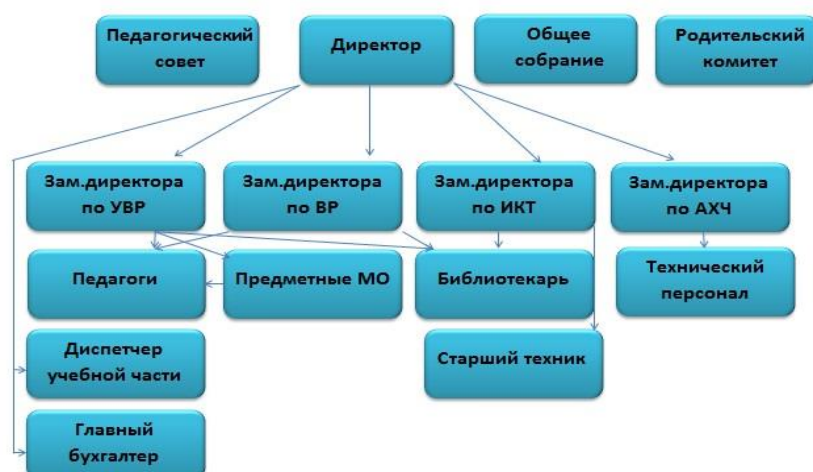 Педагогический
совет
Директор
Общее
собрание
Родительский
комитет
Зам.директора
по УВР
Зам.директора
по ВР
Зам.директора
по ИКТ
Зам.директора
по АХЧ
Педагоги
Предметные МО
Библиотекарь
Технический
персонал
Диспетчер
учебной части
Старший техник
Главный
бухгалтер